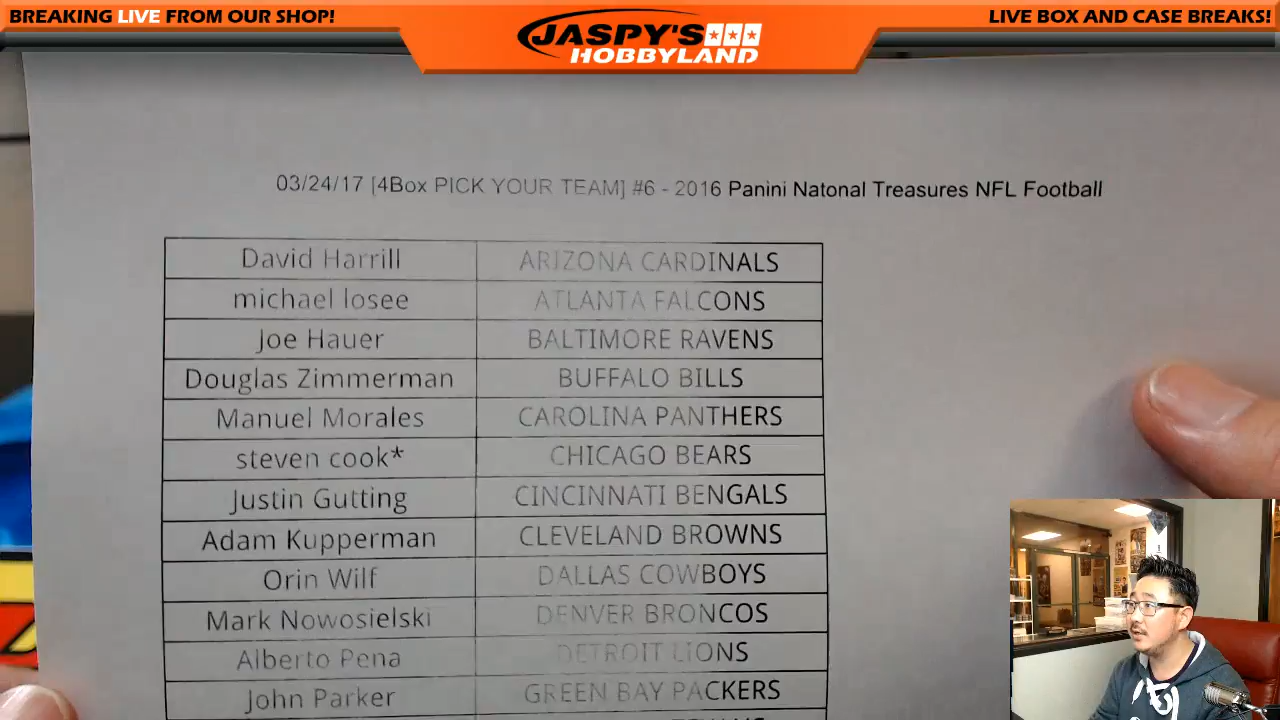 BREAKING LIVE FROM OUR SHOP!
JASPY'S
HOBBYLAND
LIVE BOX AND CASE BREAKS!
03/24/17 [4Box PICK YOUR TEAM] #6 - 2016 Panini Natonal Treasures NFL Football
David Harrill ARIZONA CARDINALS
michael losee ATLANTA FALCONS
Joe Hauer BALTIMORE RAVENS
Douglas Zimmerman BUFFALO BILLS
Manuel Morales CAROLINA PANTHERS
steven cook* CHICAGO BEARS
Justin Gutting CINCINNATI BENGALS
Adam Kupperman CLEVELAND BROWNS
Orin Wilf DALLAS COWBOYS
Mark Nowosielski DENVER BRONCOS
Alberto Pena DETROIT LIONS
John Parker GREEN BAY PACKERS